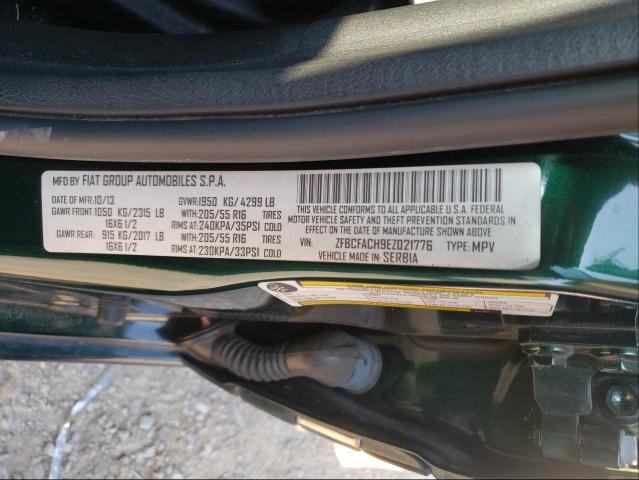 MFD BY FIAT GROUP AUTOMOBILES S.P.A.
DATE OF MFR: 10/13 GVWR: 1950 KG/4299 LB
GAWR FRONT: 1050 KG/2315 LB WITH 205/55 R16 TIRES
16X6 1/2 RIMS AT 240KPA/35PSI COLD
GAWR REAR: 915 KG/2017 LB WITH 205/55 R16 TIRES
16X6 1/2 RIMS AT 230KPA/33PSI COLD
THIS VEHICLE CONFORMS TO ALL APPLICABLE U.S.A. FEDERAL
MOTOR VEHICLE SAFETY, BUMPER, AND THEFT PREVENTION
STANDARDS IN EFFECT ON THE DATE OF MANUFACTURE SHOWN ABOVE.
VIN: ZFBCFACH9EZ021776 TYPE: MPV
VEHICLE MADE IN: SERBIA